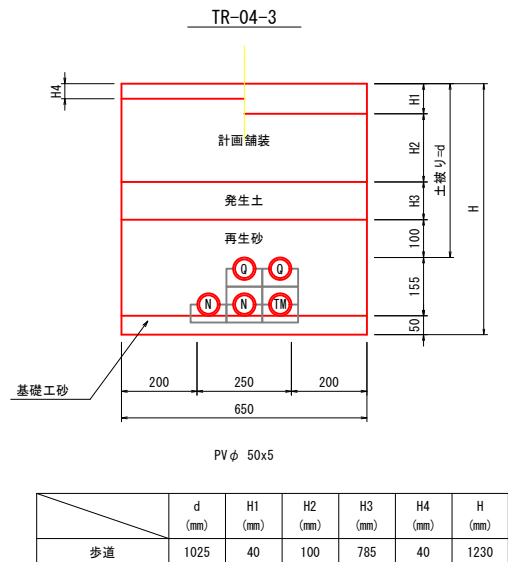 TR-04-3
H4
H1
計画舗装
H2
土被り=d
H
発生土
H3
再生砂
100
Q Q
155
N N TM
50
200 250 200
基礎工砂
650
PVφ 50x5
d H1 H2 H3 H4 H
(mm) (mm) (mm) (mm) (mm) (mm)
歩道 1025 40 100 785 40 1230